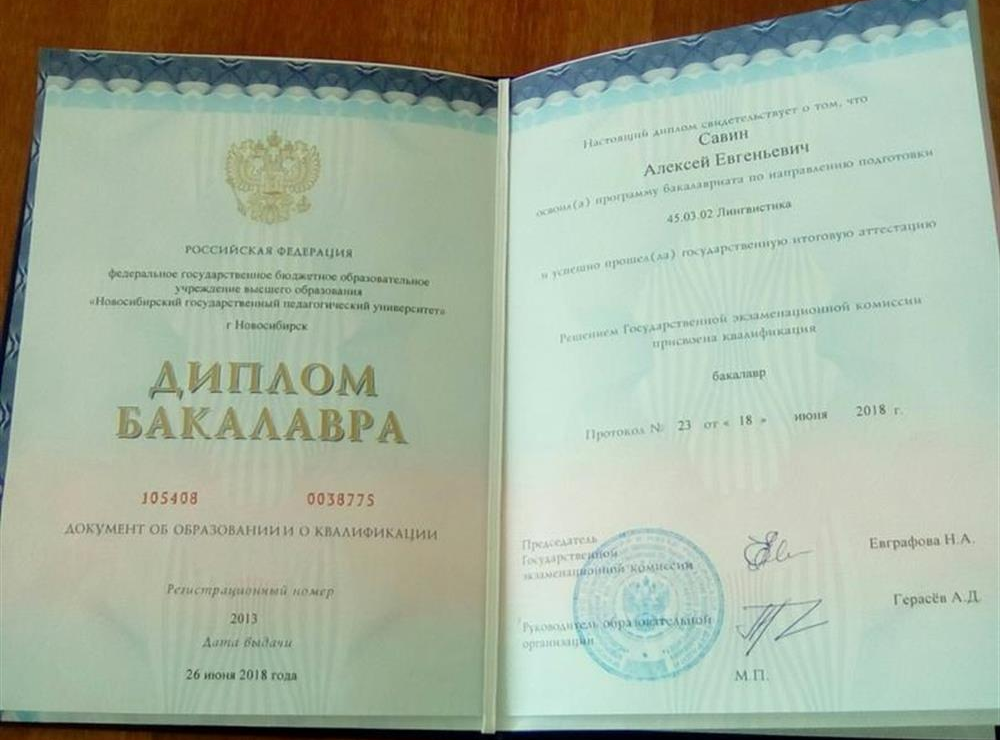 РОССИЙСКАЯ ФЕДЕРАЦИЯ
федеральное государственное бюджетное образовательное
учреждение высшего образования
«Новосибирский государственный педагогический университет»
г Новосибирск
ДИПЛОМ
БАКАЛАВРА
105408 0038775
ДОКУМЕНТ ОБ ОБРАЗОВАНИИ И О КВАЛИФИКАЦИИ
Регистрационный номер
2013
Дата выдачи
26 июня 2018 года
Настоящий диплом свидетельствует о том, что
Савин
Алексей Евгеньевич
освоил(а) программу бакалавриата по направлению подготовки
45.03.02 Лингвистика
и успешно прошел(ла) государственную итоговую аттестацию
Решением Государственной экзаменационной комиссии
присвоена квалификация
бакалавр
Протокол № 23 от « 18 » июня 2018 г.
Председатель
Государственной
экзаменационной комиссии
Евграфова Н.А.
Руководитель образовательной
организации
Герасёв А.Д.
М.П.